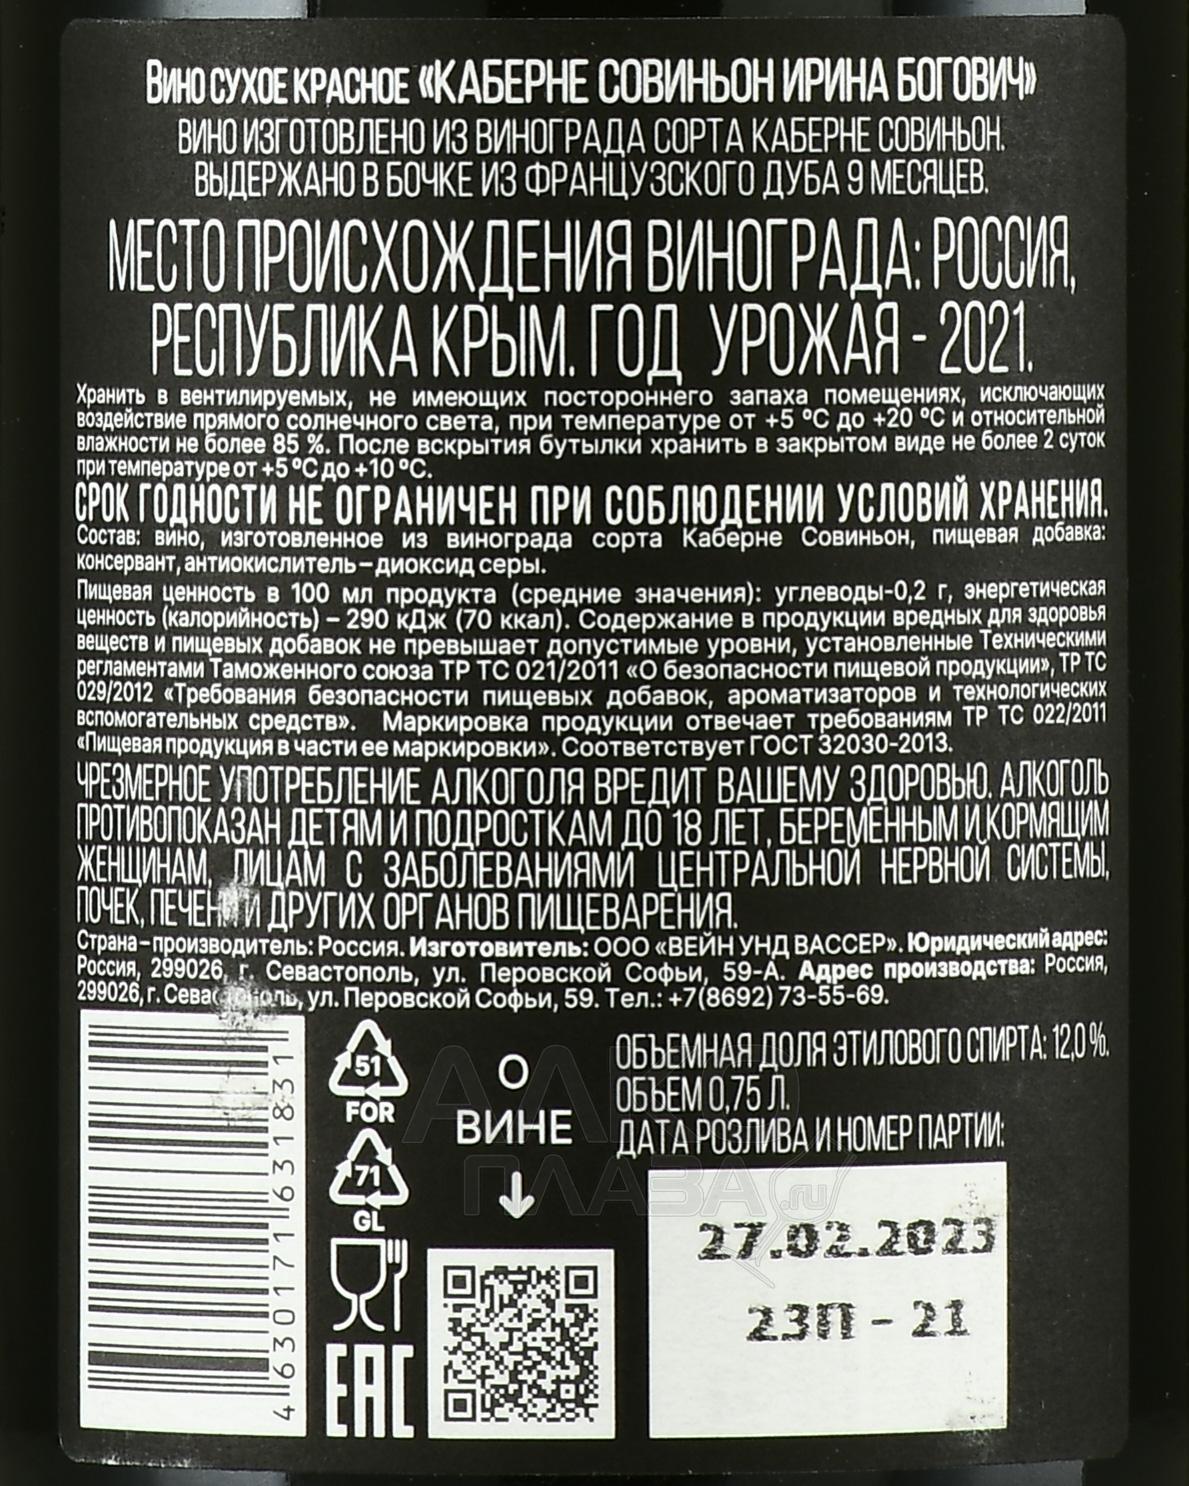 Вино сухое красное «КАБЕРНЕ СОВИНЬОН ИРИНА БОГОВИЧ»
ВИНО ИЗГОТОВЛЕНО ИЗ ВИНОГРАДА СОРТА КАБЕРНЕ СОВИНЬОН.
ВЫДЕРЖАНО В БОЧКЕ ИЗ ФРАНЦУЗСКОГО ДУБА 9 МЕСЯЦЕВ.
МЕСТО ПРОИСХОЖДЕНИЯ ВИНОГРАДА: РОССИЯ,
РЕСПУБЛИКА КРЫМ. ГОД УРОЖАЯ - 2021.
Хранить в вентилируемых, не имеющих постороннего запаха помещениях, исключающих
воздействие прямого солнечного света, при температуре от +5 °С до +20 °С и относительной
влажности не более 85 %. После вскрытия бутылки хранить в закрытом виде не более 2 суток
при температуре от +5 °С до +10 °С.
СРОК ГОДНОСТИ НЕ ОГРАНИЧЕН ПРИ СОБЛЮДЕНИИ УСЛОВИЙ ХРАНЕНИЯ.
Состав: вино, изготовленное из винограда сорта Каберне Совиньон, пищевая добавка:
консервант, антиокислитель – диоксид серы.
Пищевая ценность в 100 мл продукта (средние значения): углеводы-0,2 г, энергетическая
ценность (калорийность) – 290 кДж (70 ккал). Содержание в продукции вредных для здоровья
веществ и пищевых добавок не превышает допустимые уровни, установленные Техническими
регламентами Таможенного союза ТР ТС 021/2011 «О безопасности пищевой продукции», ТР ТС
029/2012 «Требования безопасности пищевых добавок, ароматизаторов и технологических
вспомогательных средств». Маркировка продукции отвечает требованиям ТР ТС 022/2011
«Пищевая продукция в части ее маркировки». Соответствует ГОСТ 32030-2013.
ЧРЕЗМЕРНОЕ УПОТРЕБЛЕНИЕ АЛКОГОЛЯ ВРЕДИТ ВАШЕМУ ЗДОРОВЬЮ. АЛКОГОЛЬ
ПРОТИВОПОКАЗАН ДЕТЯМ И ПОДРОСТКАМ ДО 18 ЛЕТ, БЕРЕМЕННЫМ И КОРМЯЩИМ
ЖЕНЩИНАМ, ЛИЦАМ С ЗАБОЛЕВАНИЯМИ ЦЕНТРАЛЬНОЙ НЕРВНОЙ СИСТЕМЫ,
ПОЧЕК, ПЕЧЕНИ И ДРУГИХ ОРГАНОВ ПИЩЕВАРЕНИЯ.
Страна – производитель: Россия. Изготовитель: ООО «ВЕЙН УНД ВАССЕР». Юридический адрес:
Россия, 299026, г. Севастополь, ул. Перовской Софьи, 59-А. Адрес производства: Россия,
299026, г. Севастополь, ул. Перовской Софьи, 59. Тел.: +7(8692) 73-55-69.
4 630171 631831
51
FOR
71
GL
EAC
О
ВИНЕ
ОБЪЕМНАЯ ДОЛЯ ЭТИЛОВОГО СПИРТА: 12,0 %.
ОБЪЕМ 0,75 Л.
ДАТА РОЗЛИВА И НОМЕР ПАРТИИ:
27.02.2023
23П - 21
АЛКО
ПЛАЗА.ru